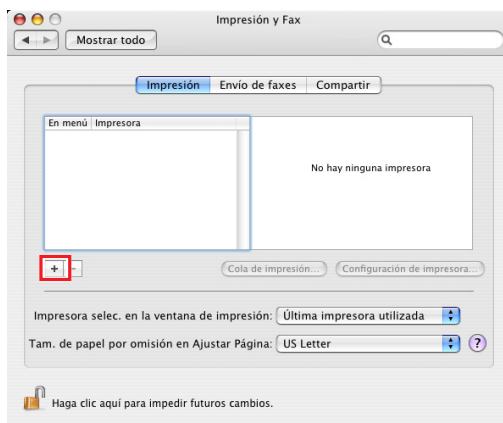 Impresión y Fax
Mostrar todo
Impresión Envío de faxes Compartir
En menú Impresora
No hay ninguna impresora
+ -
Cola de impresión... Configuración de impresora...
Impresora selec. en la ventana de impresión: Última impresora utilizada
Tam. de papel por omisión en Ajustar Página: US Letter ?
Haga clic aquí para impedir futuros cambios.